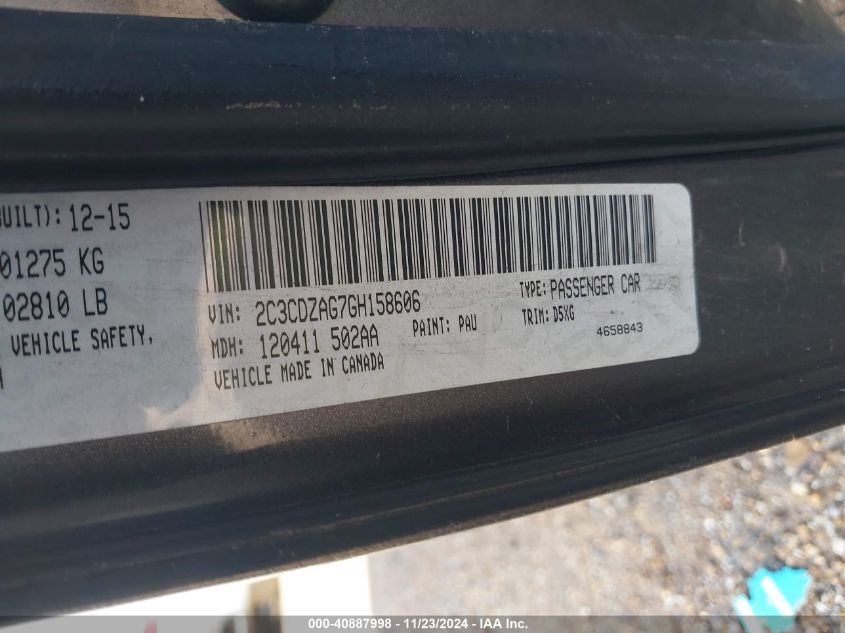 BUILT): 12-15
01275 KG
02810 LB
VEHICLE SAFETY,
VIN: 2C3CDZAG7GH158606
TYPE: PASSENGER CAR
MDH: 120411 502AA
PAINT: PAU
TRIM: D5XG
VEHICLE MADE IN CANADA
4658843
000-40887998 - 11/23/2024 - IAA Inc.